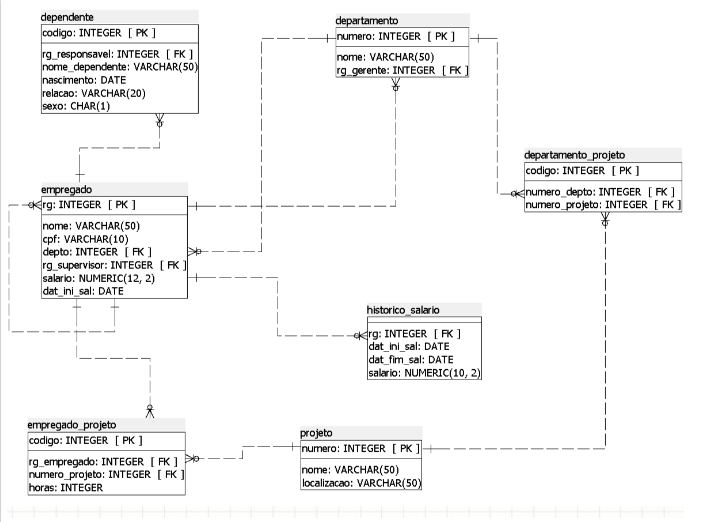 dependente
codigo: INTEGER [ PK ]
rg_responsavel: INTEGER [ FK ]
nome_dependente: VARCHAR(50)
nascimento: DATE
relacao: VARCHAR(20)
sexo: CHAR(1)
departamento
numero: INTEGER [ PK ]
nome: VARCHAR(50)
rg_gerente: INTEGER [ FK ]
departamento_projeto
codigo: INTEGER [ PK ]
numero_depto: INTEGER [ FK ]
numero_projeto: INTEGER [ FK ]
empregado
rg: INTEGER [ PK ]
nome: VARCHAR(50)
cpf: VARCHAR(10)
depto: INTEGER [ FK ]
rg_supervisor: INTEGER [ FK ]
salario: NUMERIC(12, 2)
dat_ini_sal: DATE
historico_salario
rg: INTEGER [ FK ]
dat_ini_sal: DATE
dat_fim_sal: DATE
salario: NUMERIC(10, 2)
empregado_projeto
codigo: INTEGER [ PK ]
rg_empregado: INTEGER [ FK ]
numero_projeto: INTEGER [ FK ]
horas: INTEGER
projeto
numero: INTEGER [ PK ]
nome: VARCHAR(50)
localizacao: VARCHAR(50)